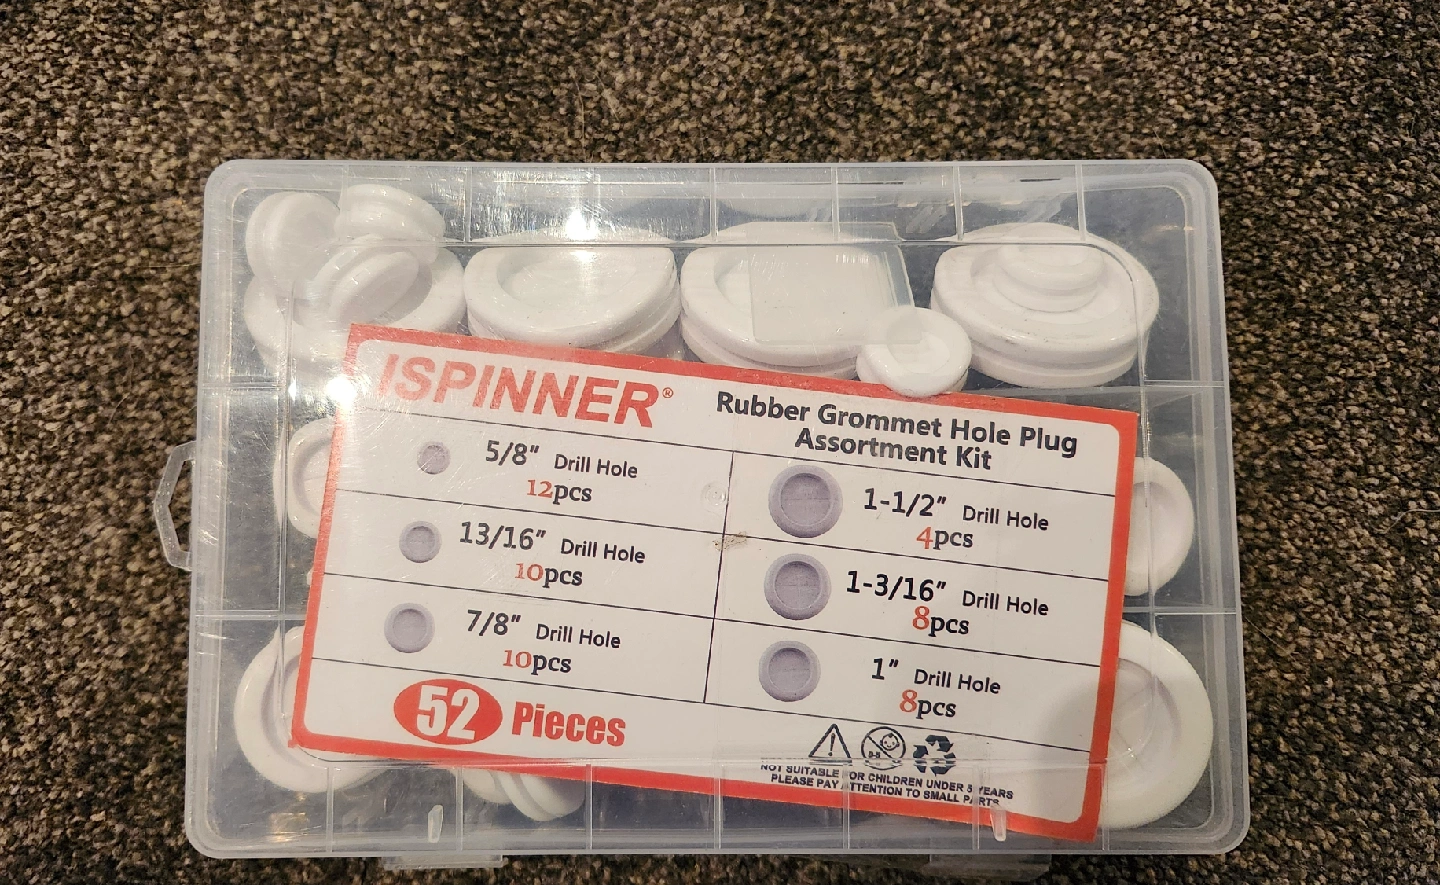 ISPINNER®
Rubber Grommet Hole Plug
Assortment Kit
5/8" Drill Hole
12pcs
13/16" Drill Hole
10pcs
7/8" Drill Hole
10pcs
1-1/2" Drill Hole
4pcs
1-3/16" Drill Hole
8pcs
1" Drill Hole
8pcs
52 Pieces
NOT SUITABLE FOR CHILDREN UNDER 3 YEARS
PLEASE PAY ATTENTION TO SMALL PARTS